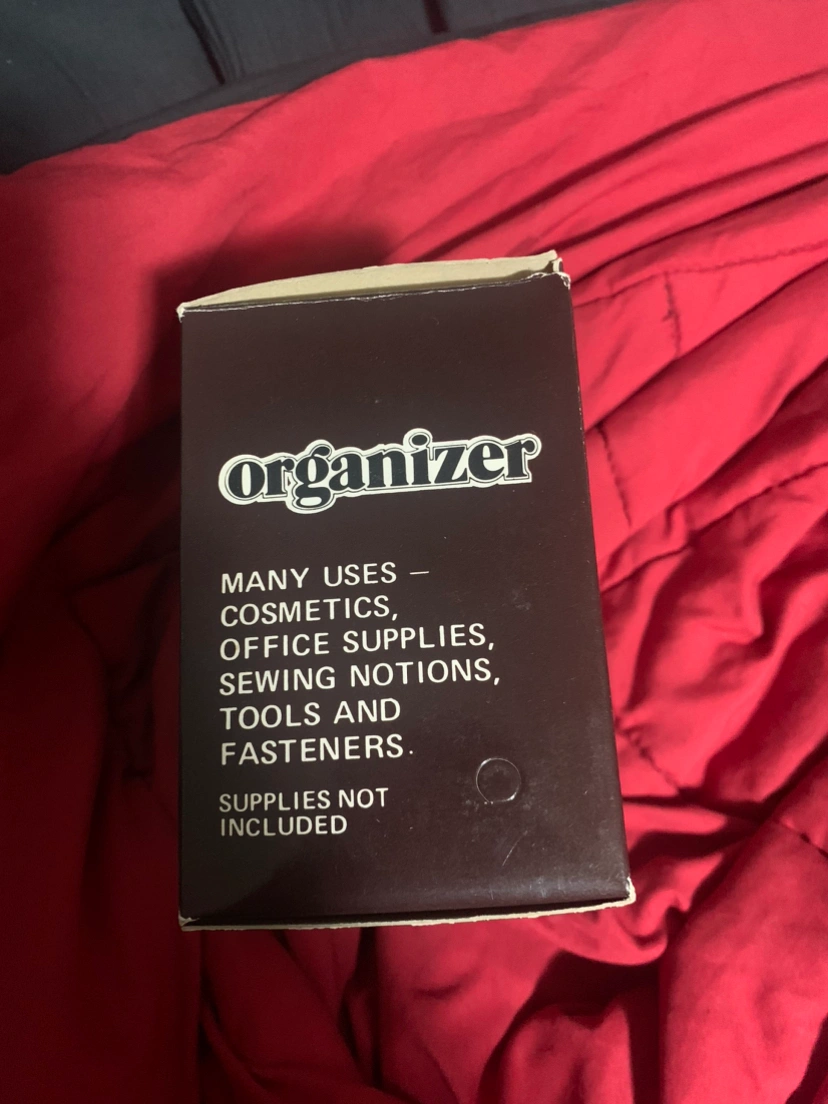 organizer
MANY USES —
COSMETICS,
OFFICE SUPPLIES,
SEWING NOTIONS,
TOOLS AND
FASTENERS.
SUPPLIES NOT
INCLUDED